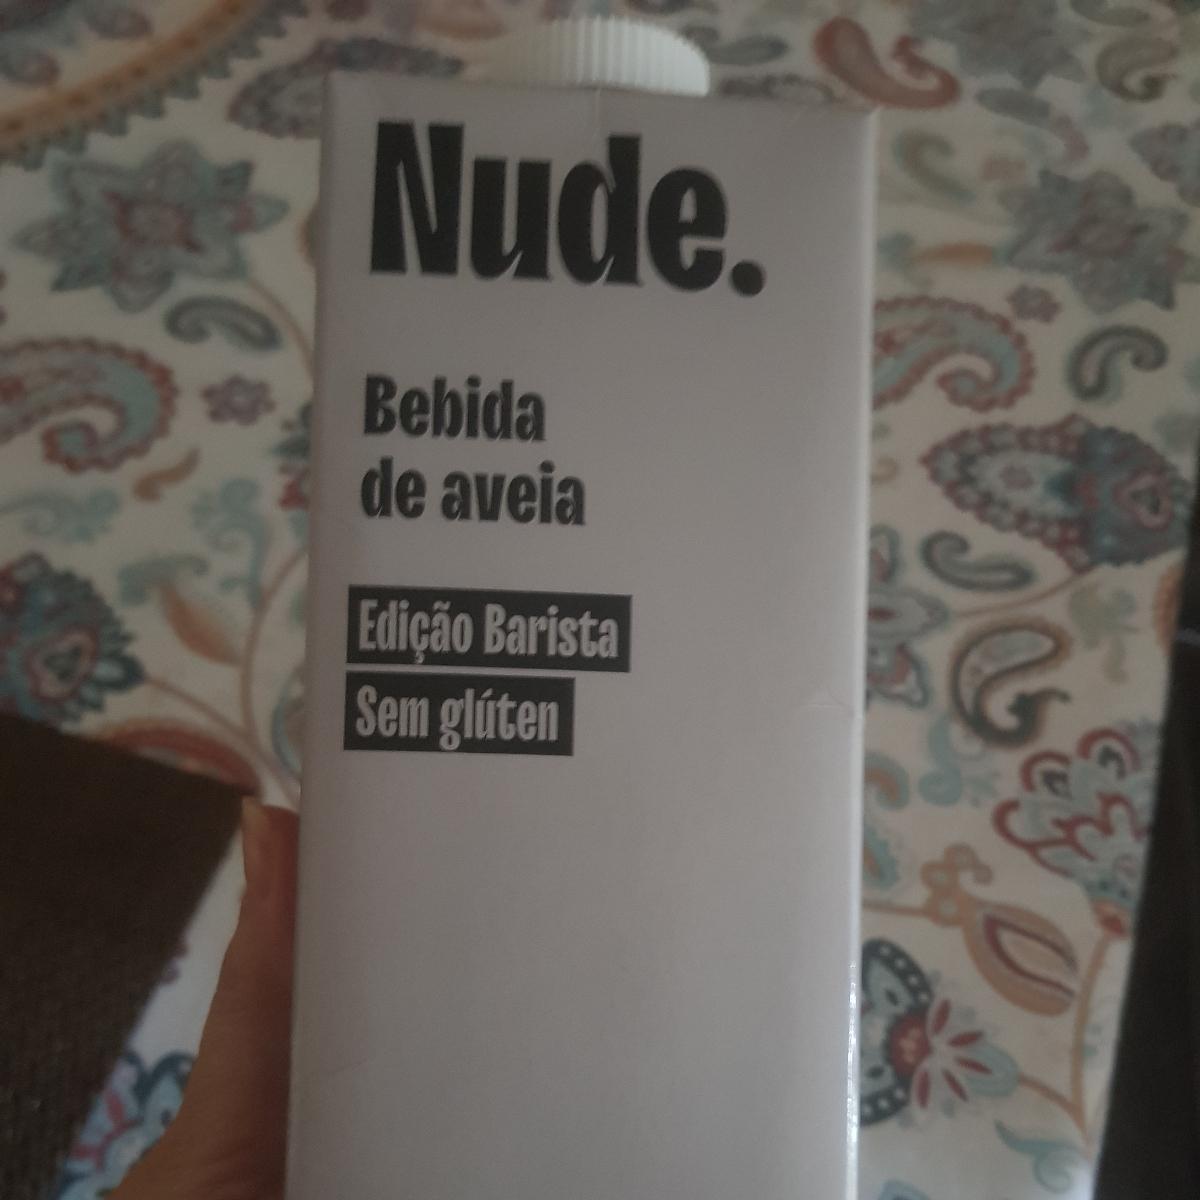 Nude.
Bebida
de aveia
Edição Barista
Sem glúten